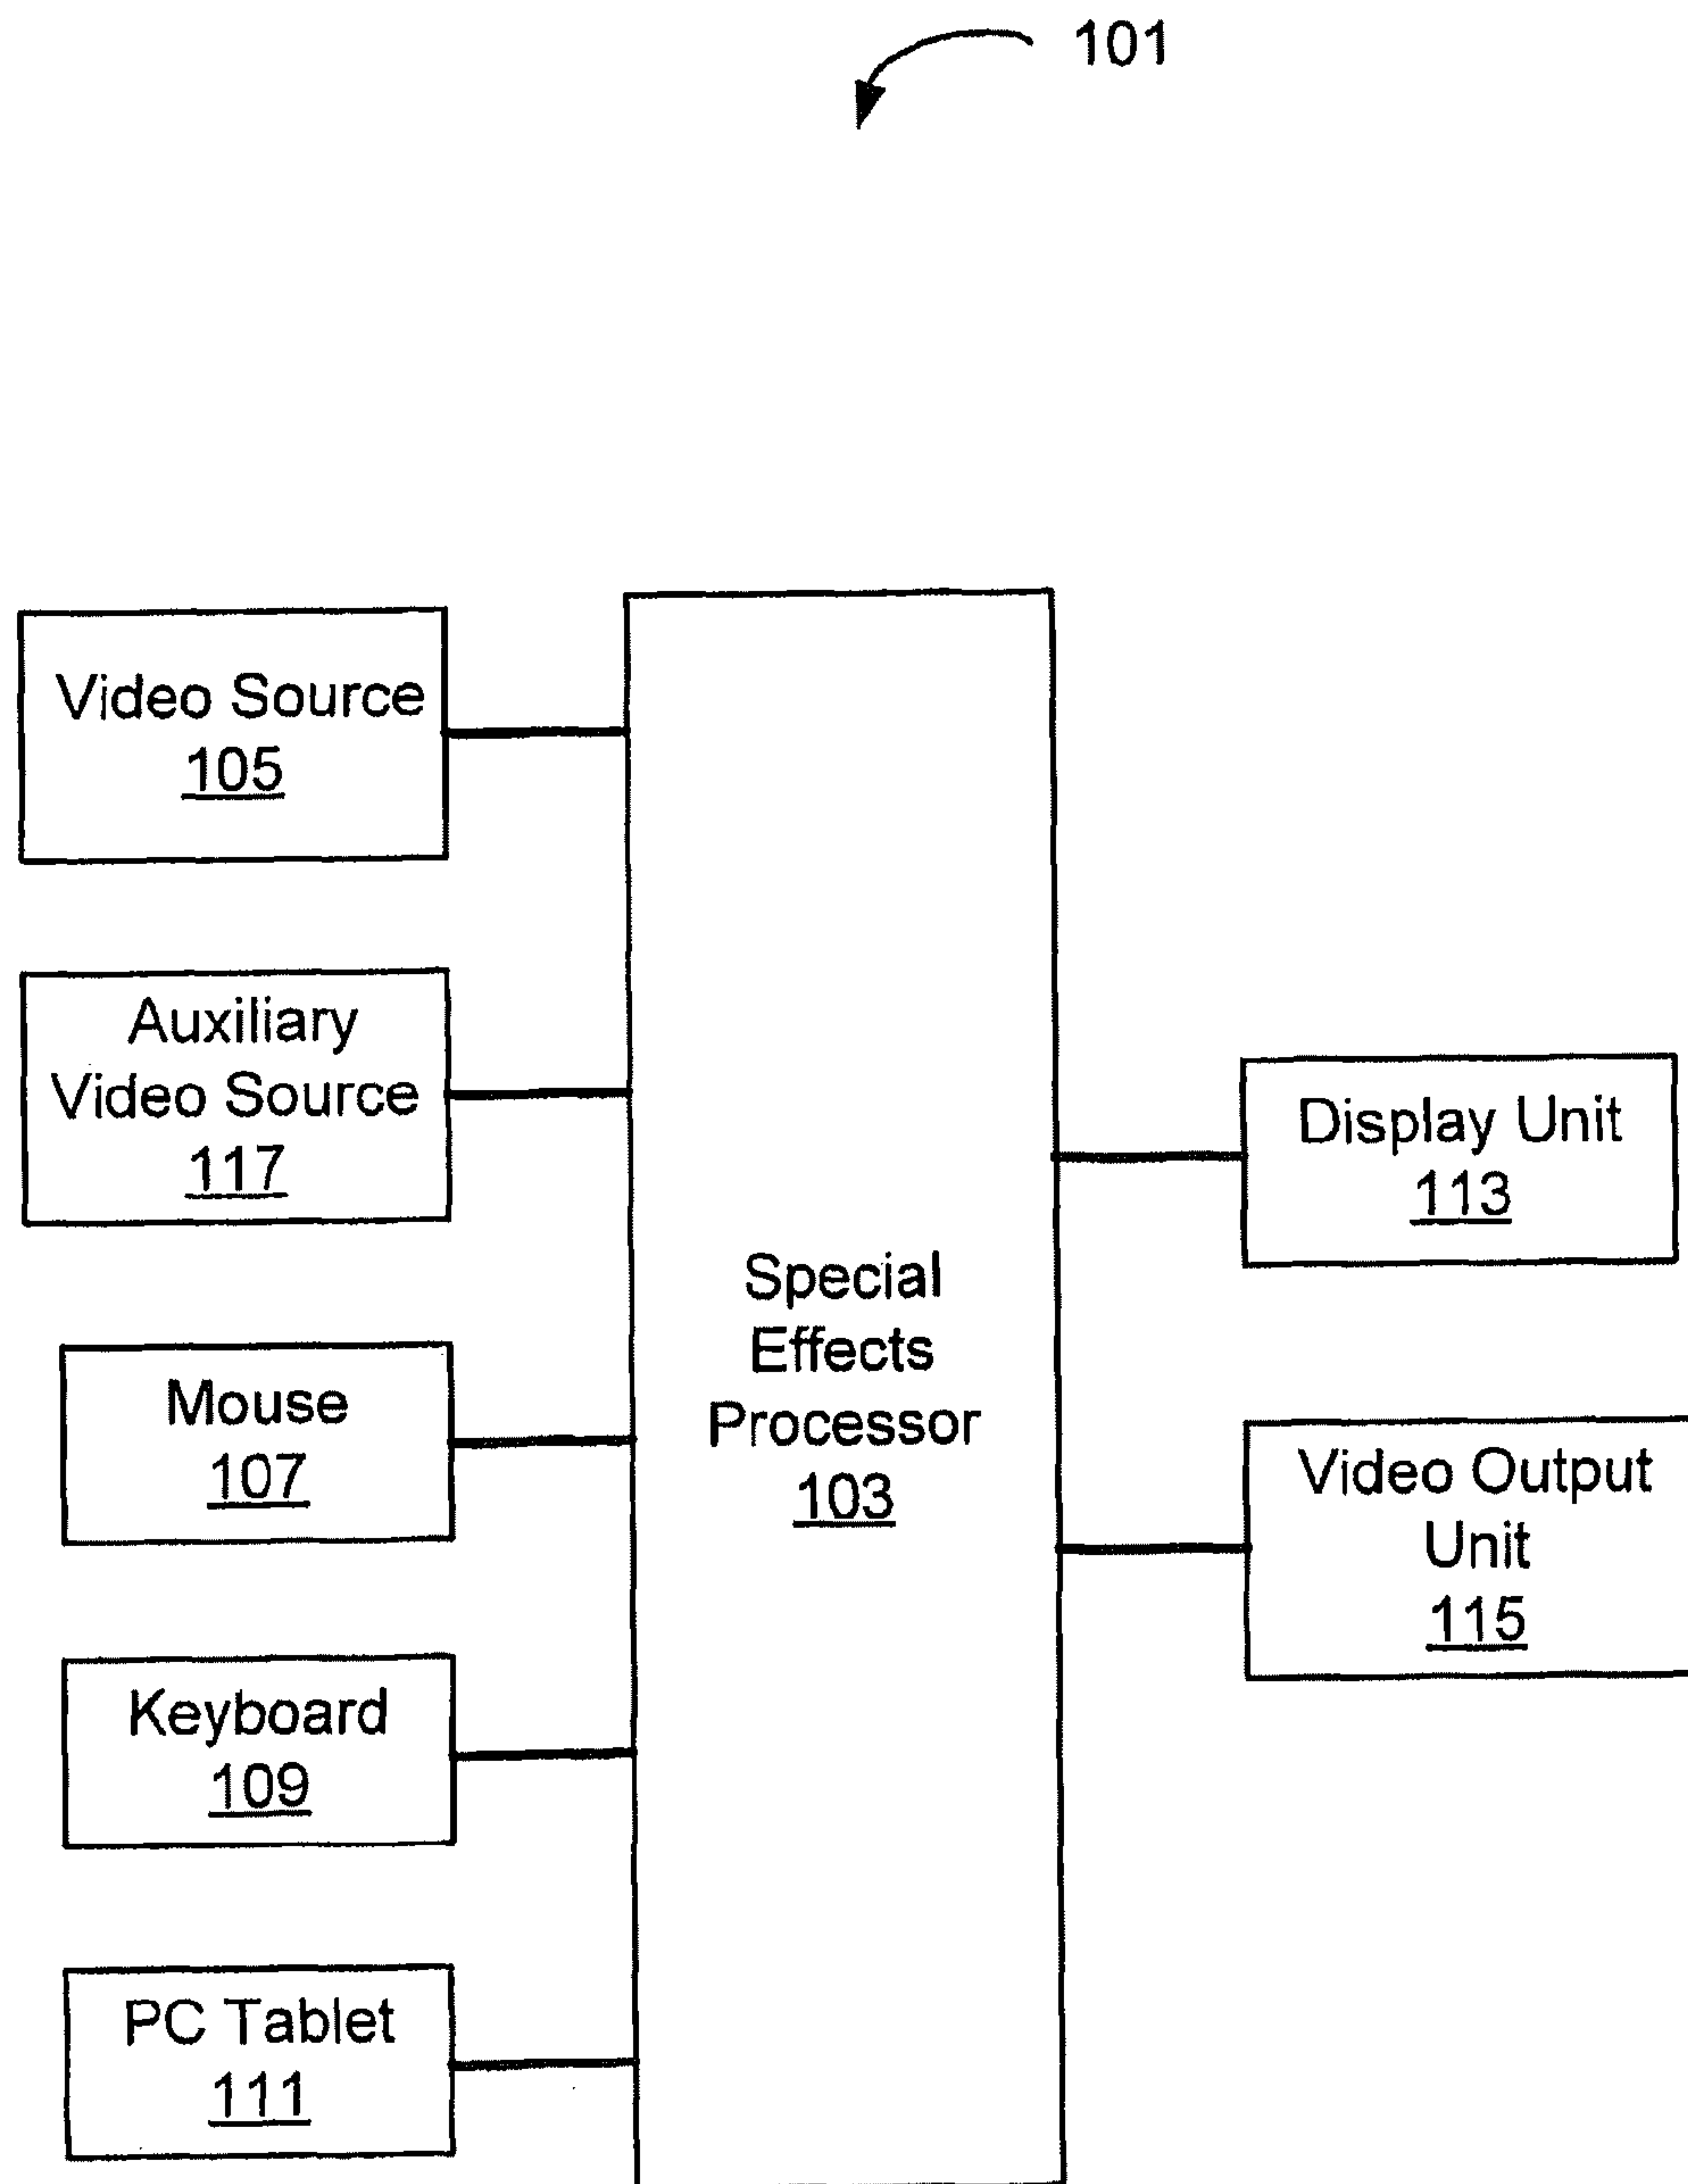 101
Video Source
105
Auxiliary
Video Source
117
Mouse
107
Keyboard
109
PC Tablet
111
Special
Effects
Processor
103
Display Unit
113
Video Output
Unit
115